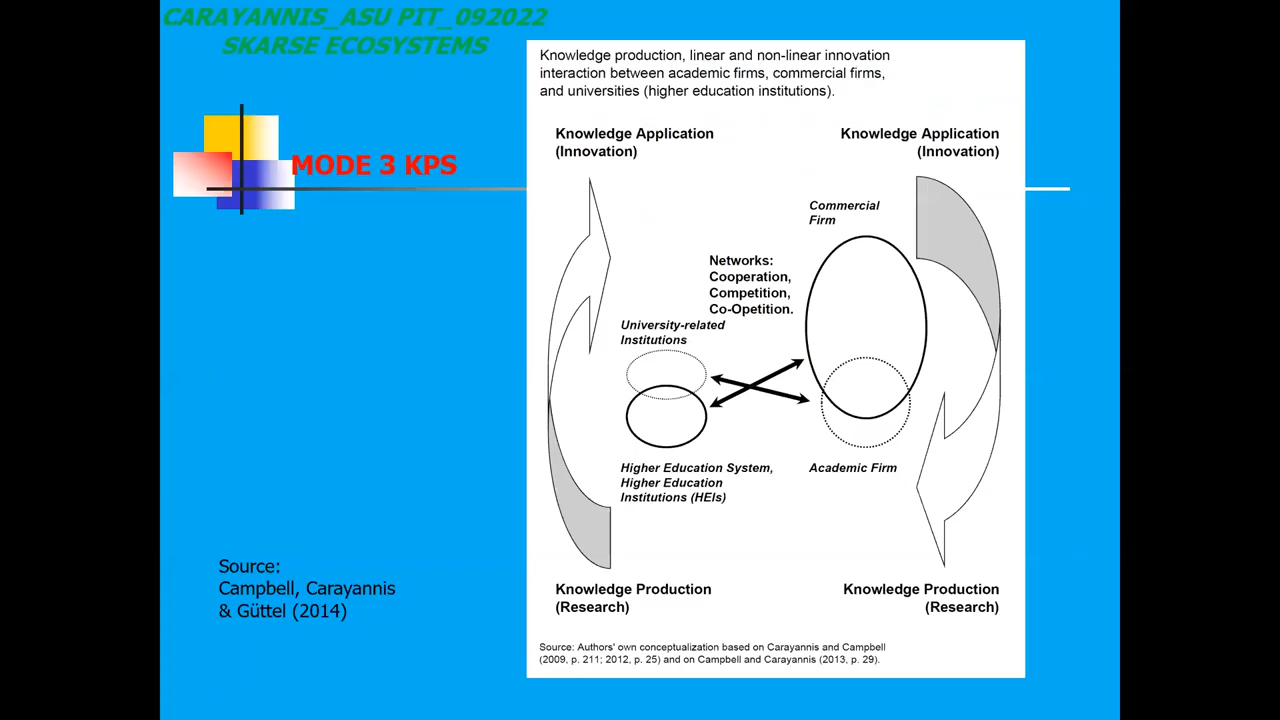 CARAYANNIS_ASU PIT_092022
SKARSE ECOSYSTEMS
MODE 3 KPS
Knowledge production, linear and non-linear innovation
interaction between academic firms, commercial firms,
and universities (higher education institutions).
Knowledge Application
(Innovation)
Knowledge Application
(Innovation)
Commercial
Firm
Networks:
Cooperation,
Competition,
Co-Opetition.
University-related
Institutions
Higher Education System,
Higher Education
Institutions (HEIs)
Academic Firm
Knowledge Production
(Research)
Knowledge Production
(Research)
Source: Authors' own conceptualization based on Carayannis and Campbell
(2009, p. 211; 2012, p. 25) and on Campbell and Carayannis (2013, p. 29).
Source:
Campbell, Carayannis
& Güttel (2014)